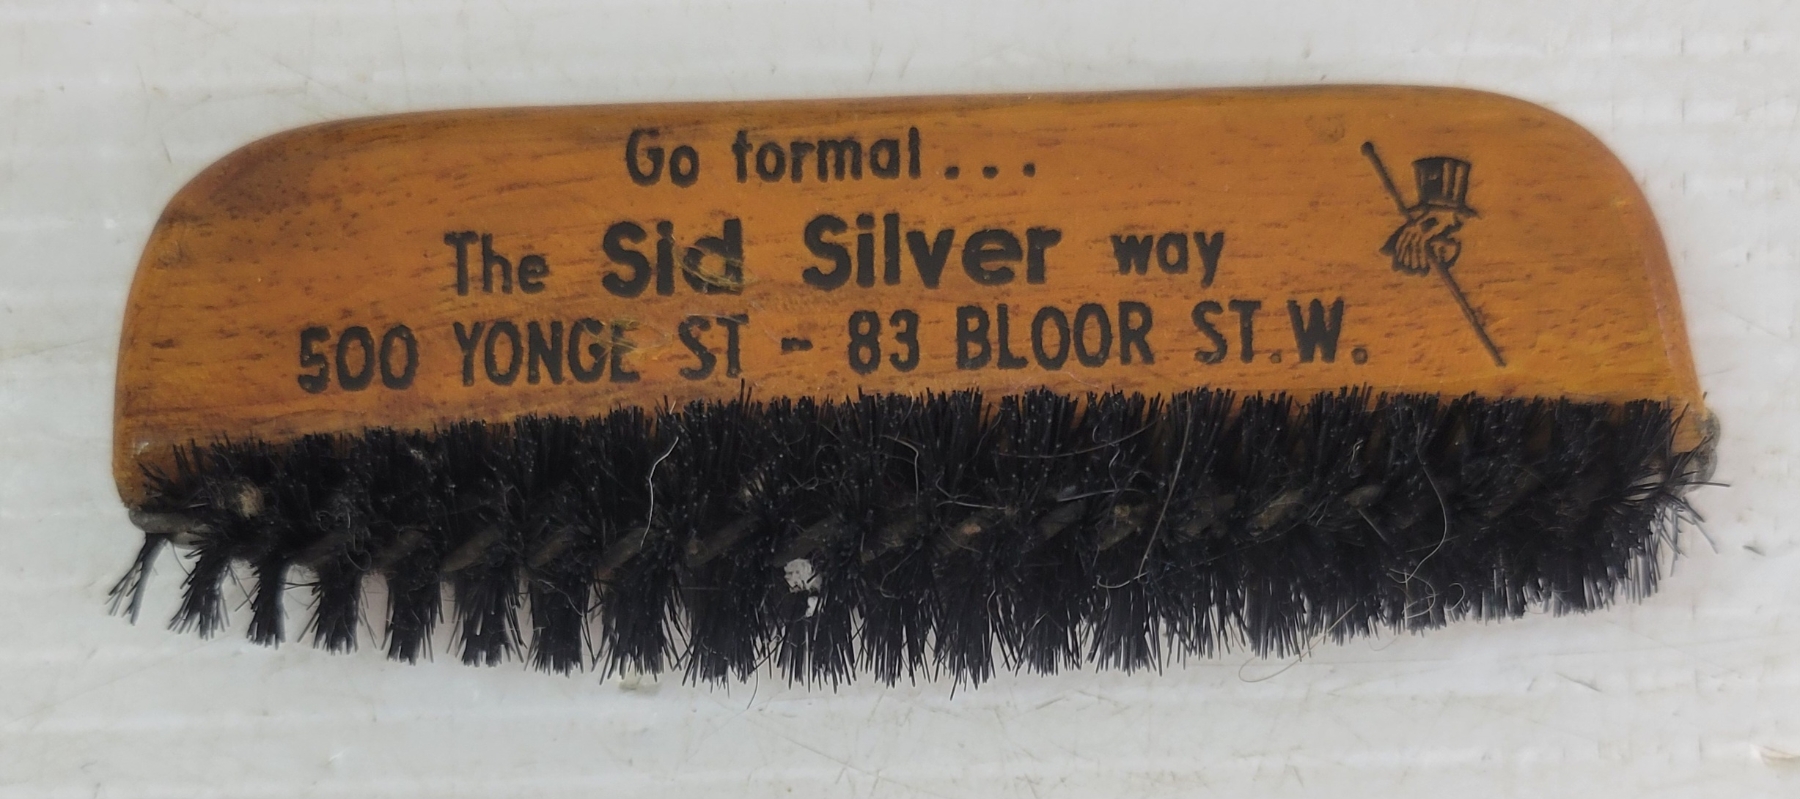 Go formal...
The Sid Silver way
500 YONGE ST - 83 BLOOR ST.W.